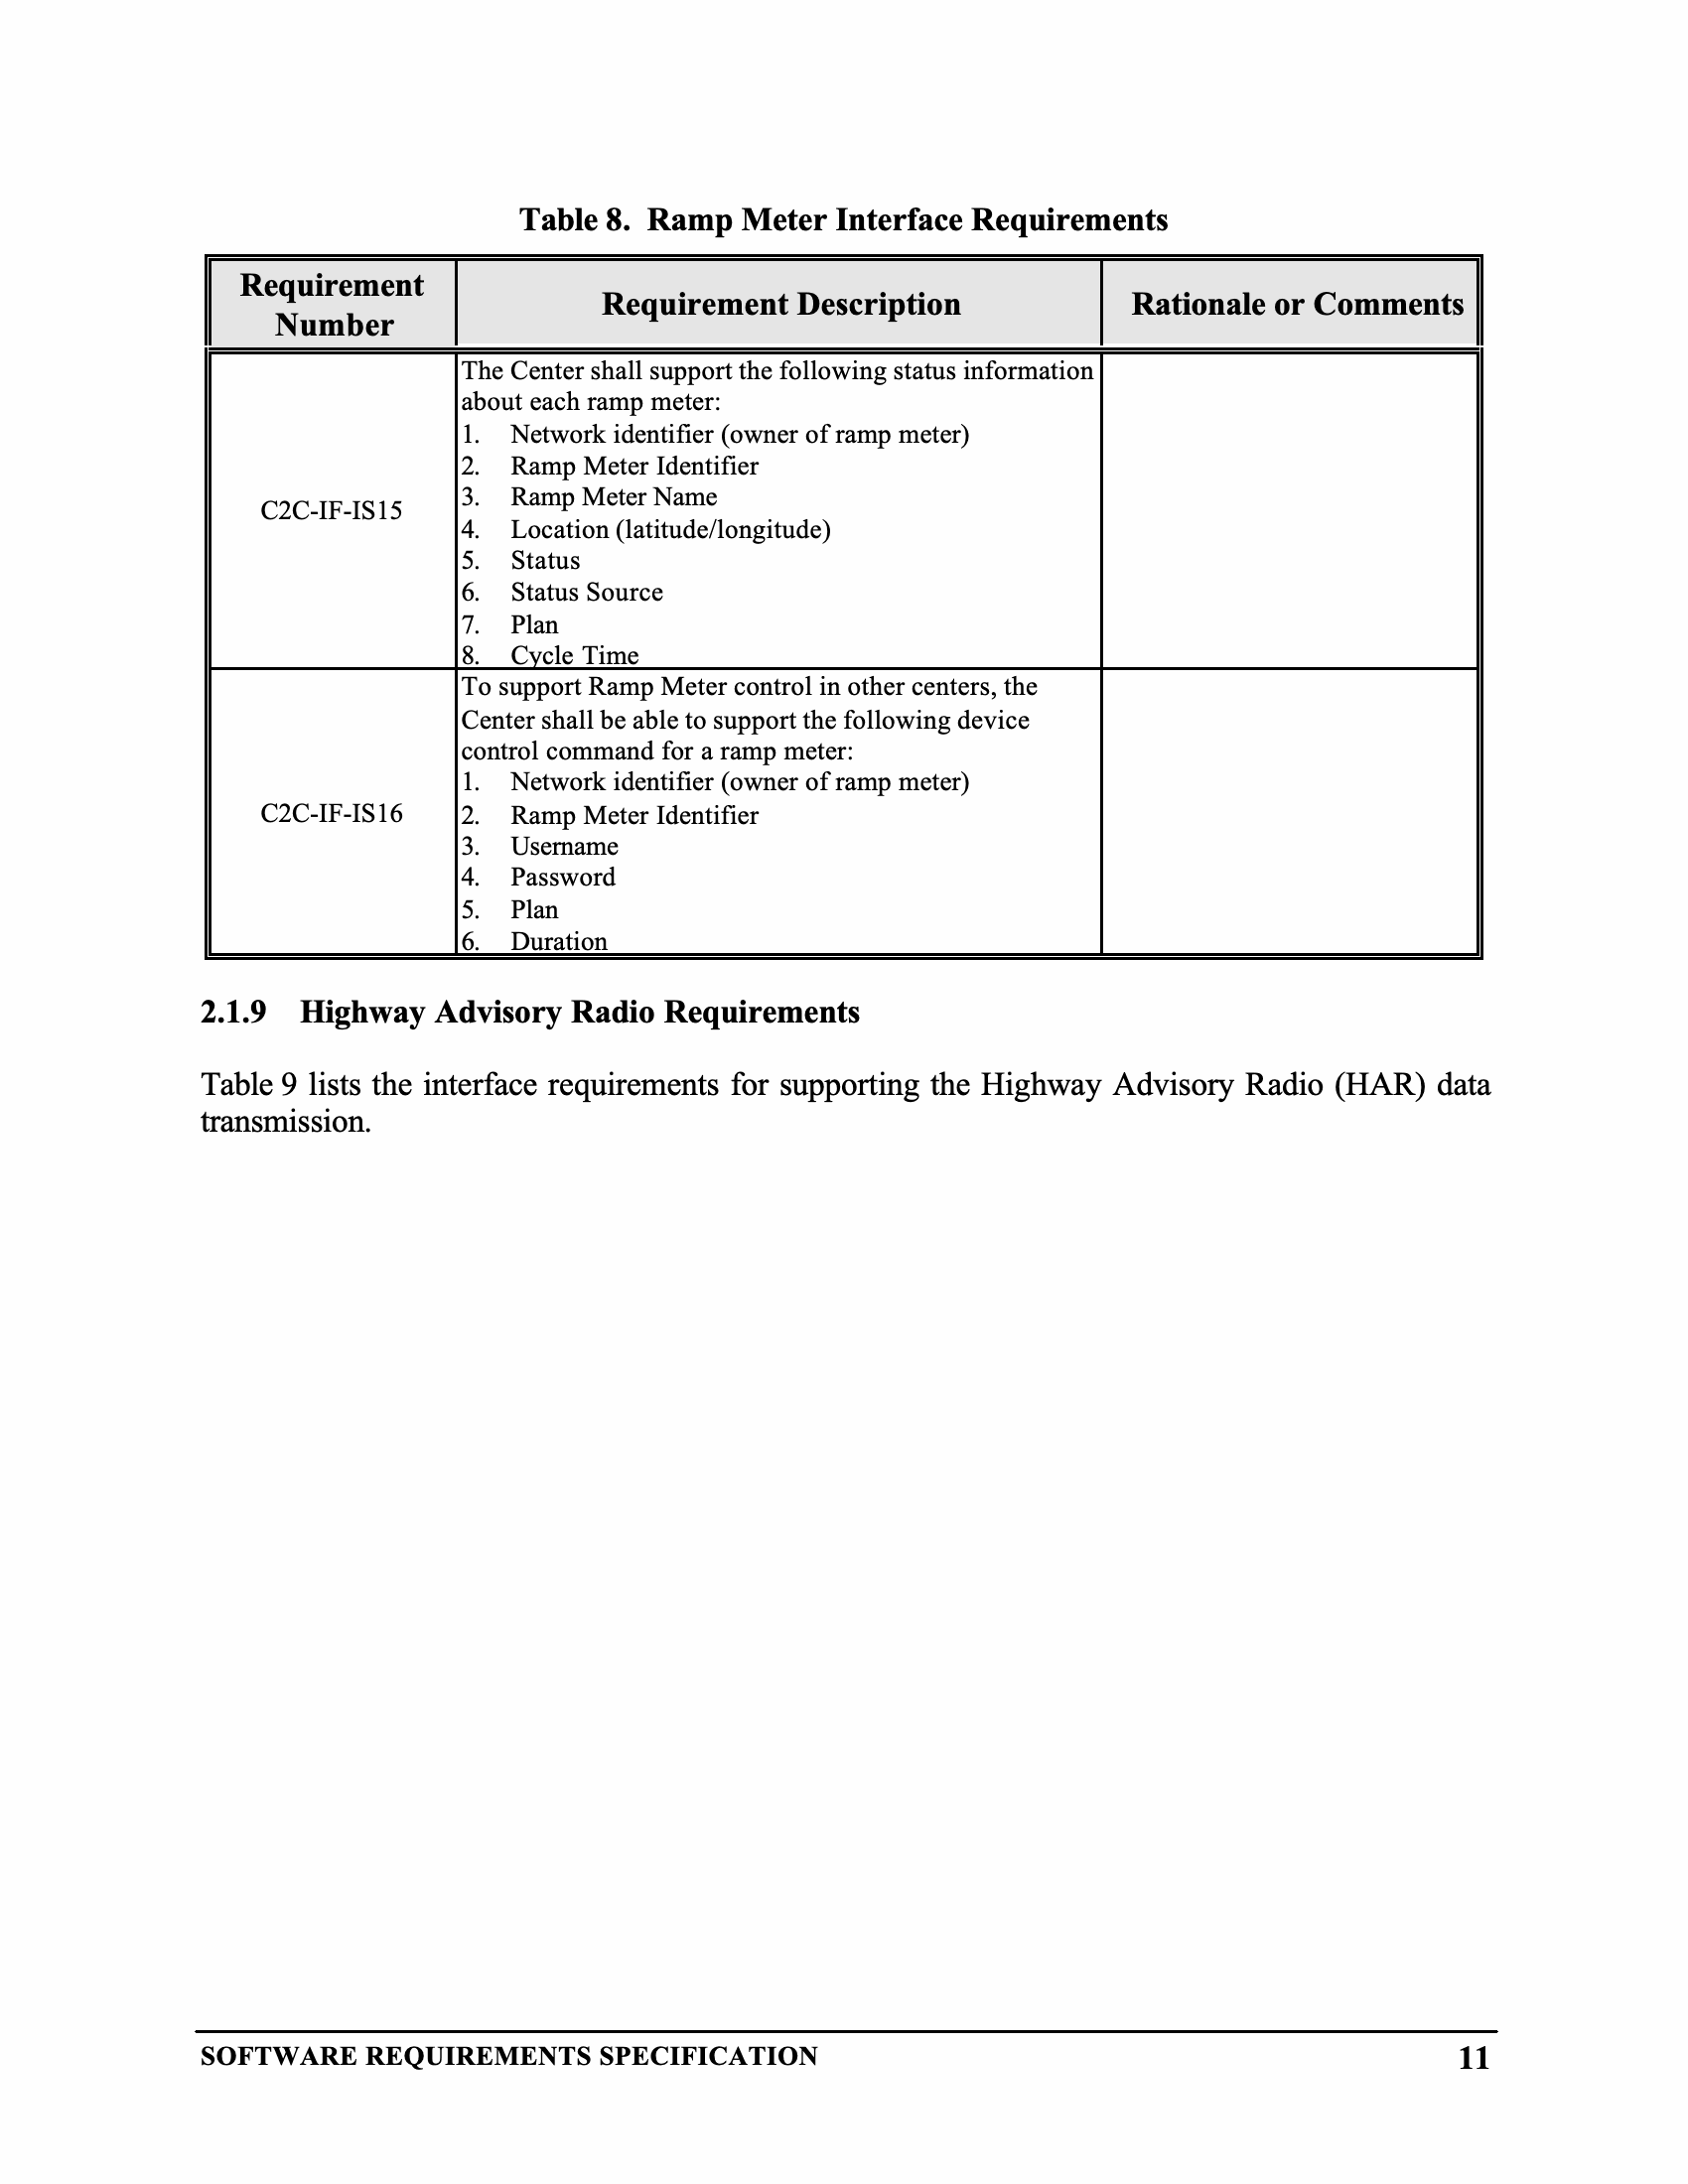 Table 8. Ramp Meter Interface Requirements
Requirement
Number
Requirement Description
Rationale or Comments
C2C-IF-IS15
The Center shall support the following status information
about each ramp meter:
1. Network identifier (owner of ramp meter)
2. Ramp Meter Identifier
3. Ramp Meter Name
4. Location (latitude/longitude)
5. Status
6. Status Source
7. Plan
8. Cycle Time
C2C-IF-IS16
To support Ramp Meter control in other centers, the
Center shall be able to support the following device
control command for a ramp meter:
1. Network identifier (owner of ramp meter)
2. Ramp Meter Identifier
3. Username
4. Password
5. Plan
6. Duration
2.1.9 Highway Advisory Radio Requirements
Table 9 lists the interface requirements for supporting the Highway Advisory Radio (HAR) data
transmission.
SOFTWARE REQUIREMENTS SPECIFICATION 11